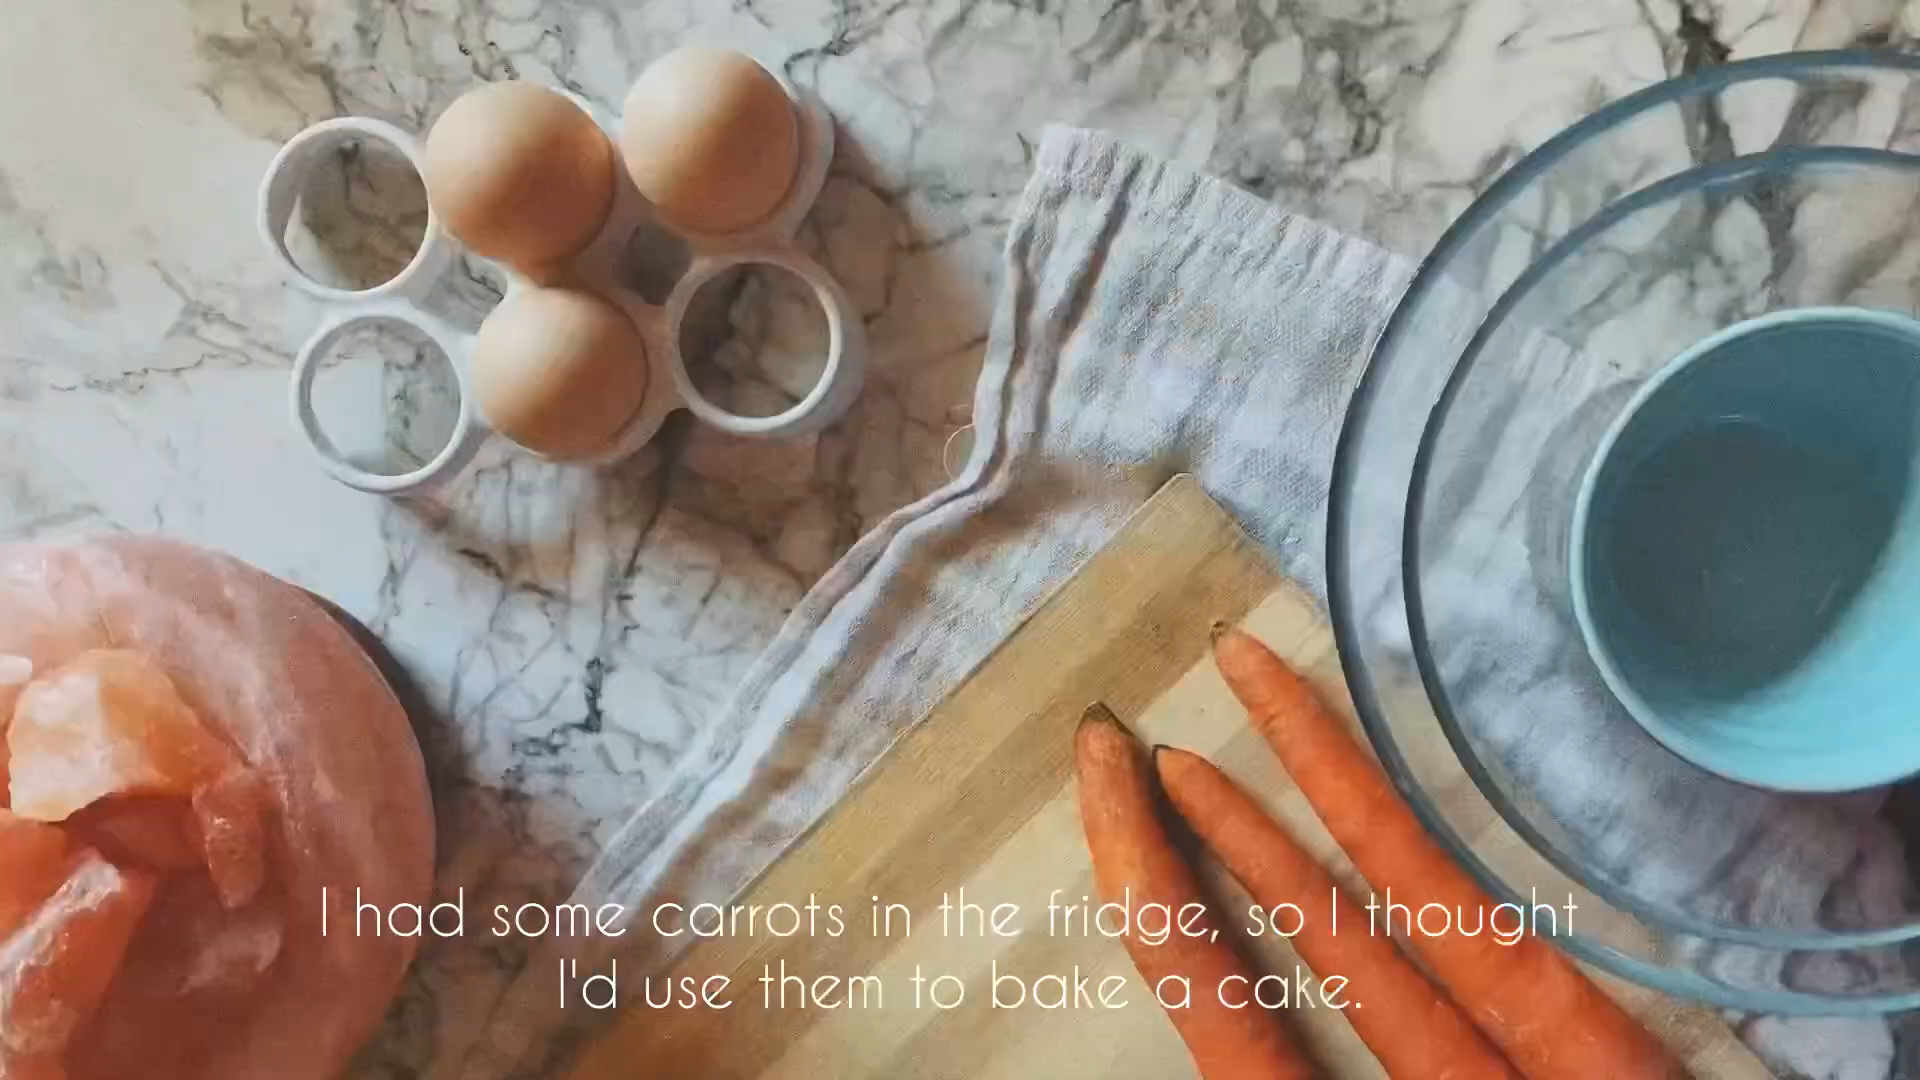 I had some carrots in the fridge, so I thought
I'd use them to bake a cake.